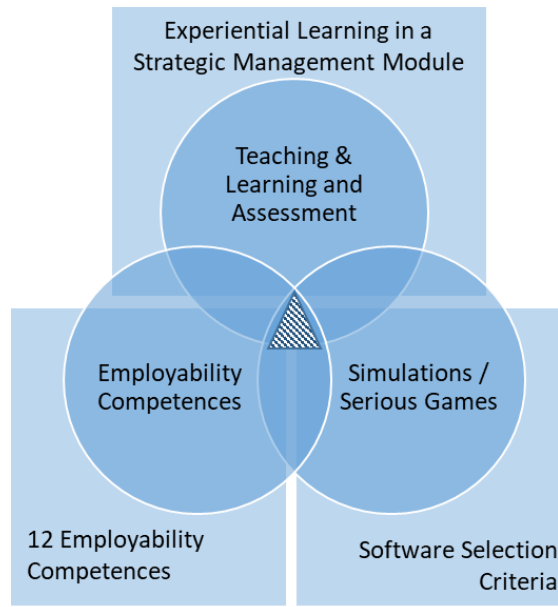 Experiential Learning in a
Strategic Management Module
Teaching &
Learning and
Assessment
Employability
Competences
Simulations /
Serious Games
12 Employability
Competences
Software Selection
Criteria